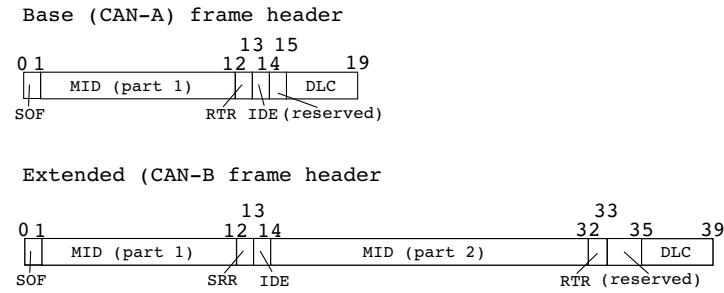 Base (CAN-A) frame header
13 15
0 1 12 14 19
MID (part 1) DLC
SOF RTR IDE (reserved)
Extended (CAN-B frame header
13 33
0 1 12 14 32 35 39
MID (part 1) MID (part 2) DLC
SOF SRR IDE RTR (reserved)